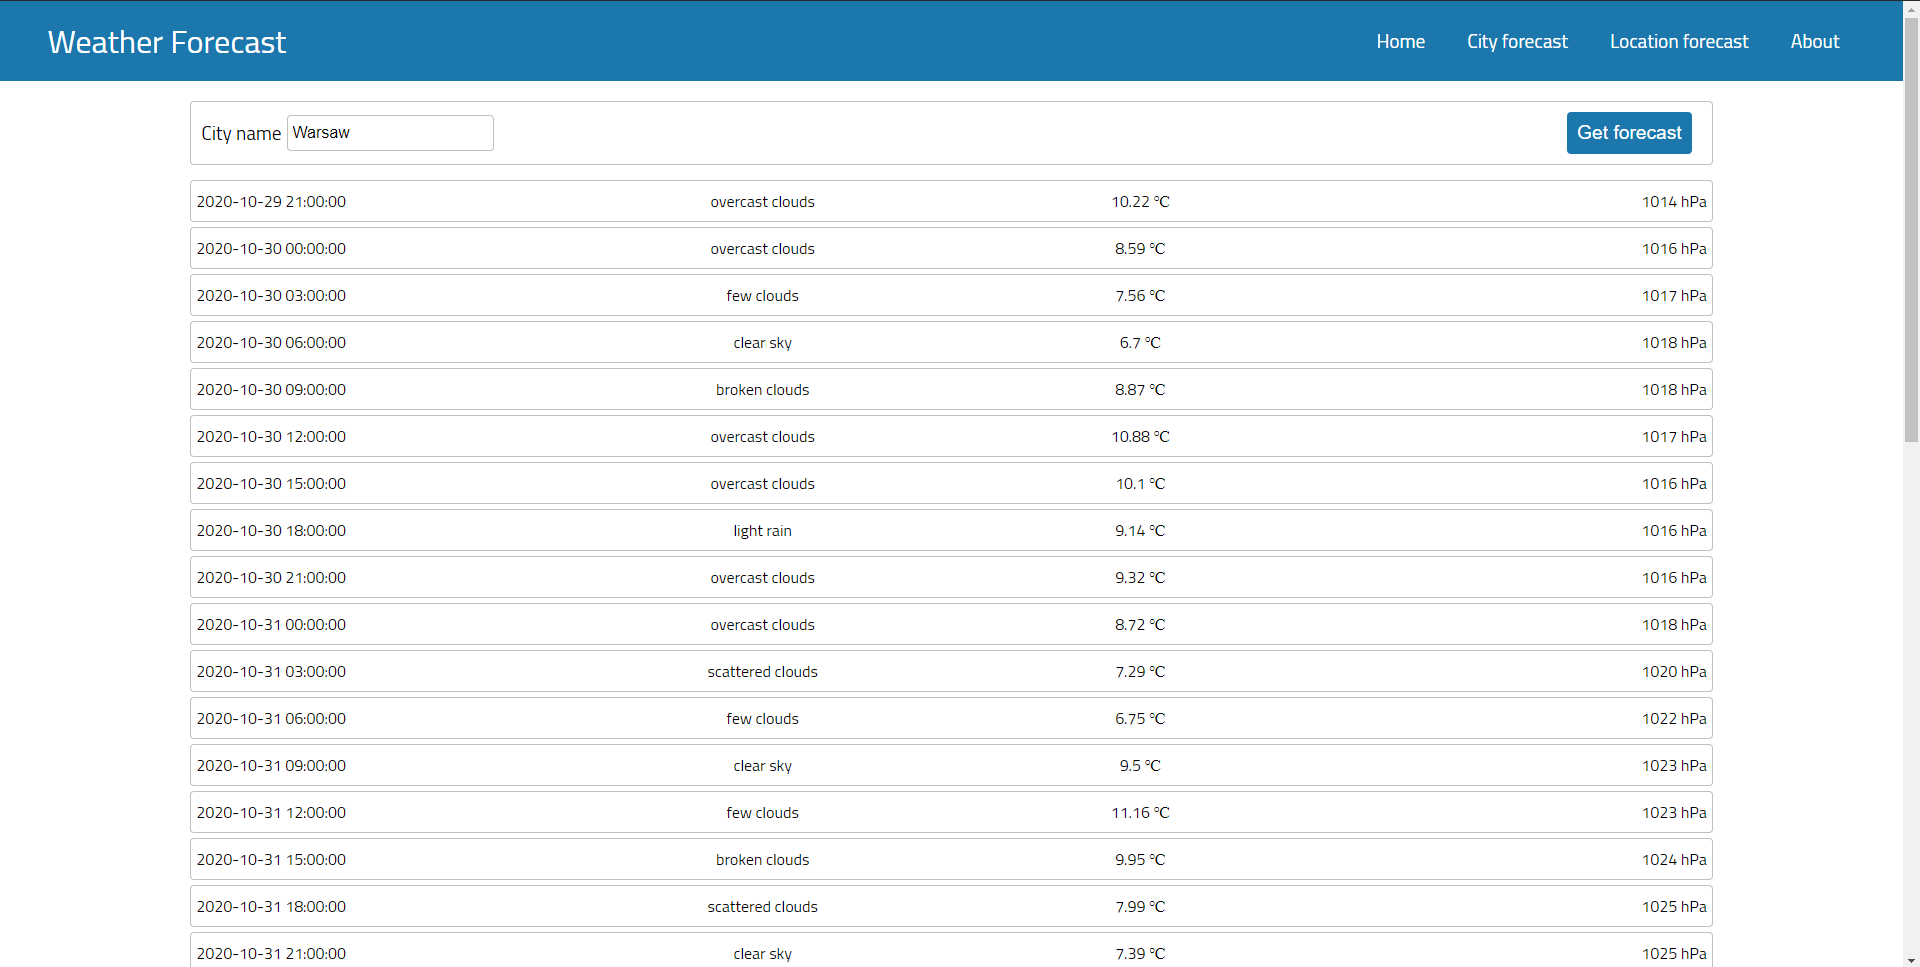 Weather Forecast Home City forecast Location forecast About
City name Warsaw Get forecast
2020-10-29 21:00:00 overcast clouds 10.22 °C 1014 hPa
2020-10-30 00:00:00 overcast clouds 8.59 °C 1016 hPa
2020-10-30 03:00:00 few clouds 7.56 °C 1017 hPa
2020-10-30 06:00:00 clear sky 6.7 °C 1018 hPa
2020-10-30 09:00:00 broken clouds 8.87 °C 1018 hPa
2020-10-30 12:00:00 overcast clouds 10.88 °C 1017 hPa
2020-10-30 15:00:00 overcast clouds 10.1 °C 1016 hPa
2020-10-30 18:00:00 light rain 9.14 °C 1016 hPa
2020-10-30 21:00:00 overcast clouds 9.32 °C 1016 hPa
2020-10-31 00:00:00 overcast clouds 8.72 °C 1018 hPa
2020-10-31 03:00:00 scattered clouds 7.29 °C 1020 hPa
2020-10-31 06:00:00 few clouds 6.75 °C 1022 hPa
2020-10-31 09:00:00 clear sky 9.5 °C 1023 hPa
2020-10-31 12:00:00 few clouds 11.16 °C 1023 hPa
2020-10-31 15:00:00 broken clouds 9.95 °C 1024 hPa
2020-10-31 18:00:00 scattered clouds 7.99 °C 1025 hPa
2020-10-31 21:00:00 clear sky 7.39 °C 1025 hPa